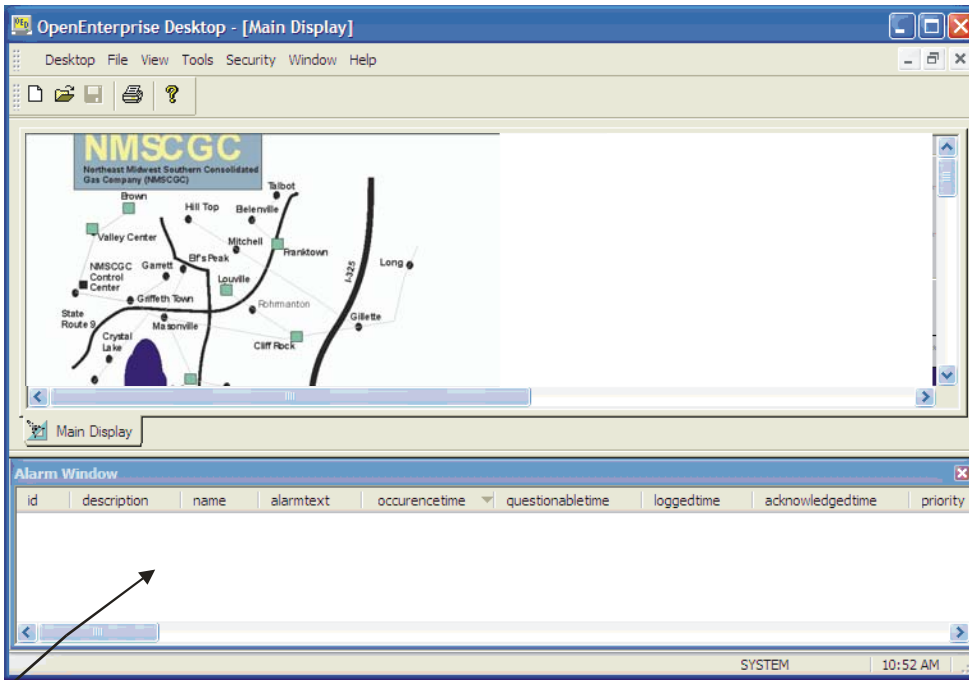 OpenEnterprise Desktop - [Main Display]
Desktop File View Tools Security Window Help
NMSCGC
Northeast Midwest Southern Consolidated
Gas Company (NMSCGC)
Talbot
Brown
Hill Top
Belenville
Valley Center
Mitchell
Franktown
NMSCGC
Control
Center
Garrett
Elf's Peak
Louville
I-325
Long
Griffeth Town
Rohrmanton
State
Route 9
Masonville
Gillette
Crystal
Lake
Cliff Rock
Main Display
Alarm Window
id description name alarmtext occurencetime questionabletime loggedtime acknowledgedtime priority
SYSTEM 10:52 AM